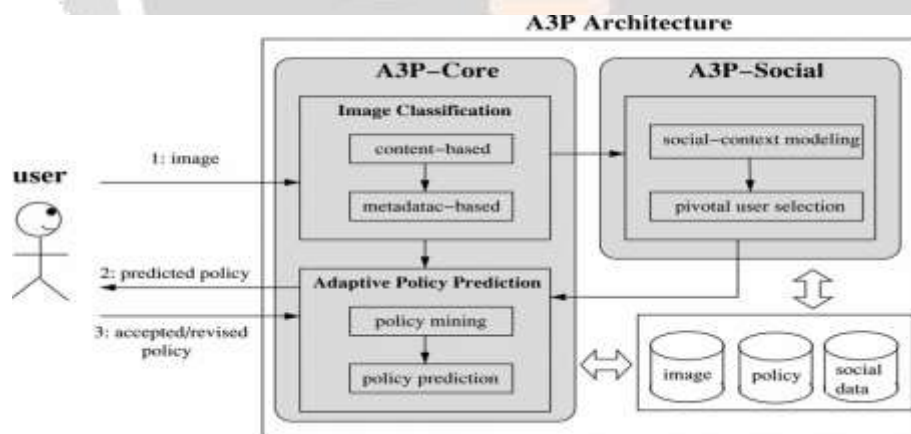 A3P Architecture
A3P-Core
A3P-Social
Image Classification
content-based
metadatac-based
social-context modeling
pivotal user selection
1: image
user
2: predicted policy
3: accepted/revised
policy
Adaptive Policy Prediction
policy mining
policy prediction
image
policy
social
data